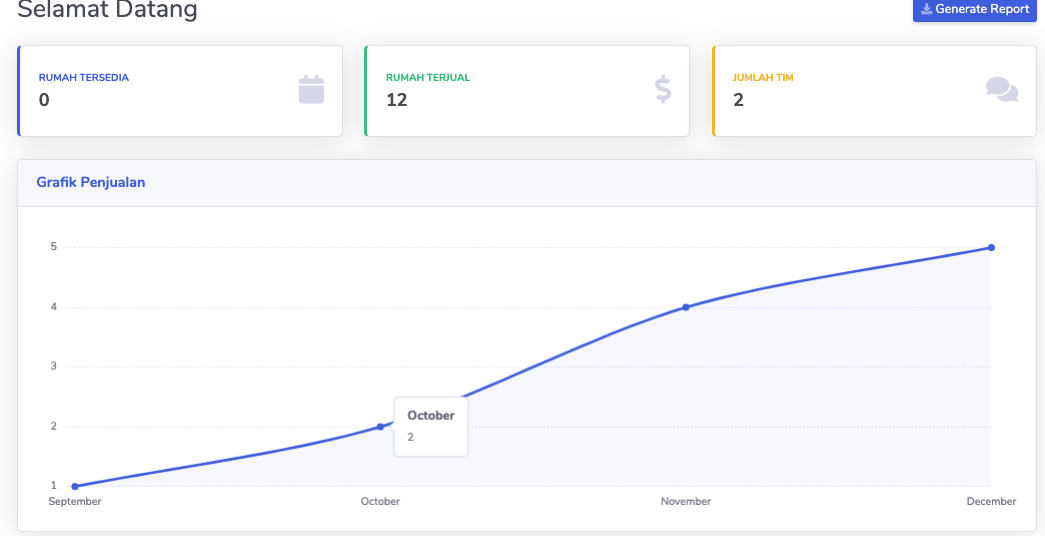 Selamat Datang
Generate Report
RUMAH TERSEDIA
0
RUMAH TERJUAL
12
JUMLAH TIM
2
Grafik Penjualan
5
4
3
2
1
October
2
September
October
November
December